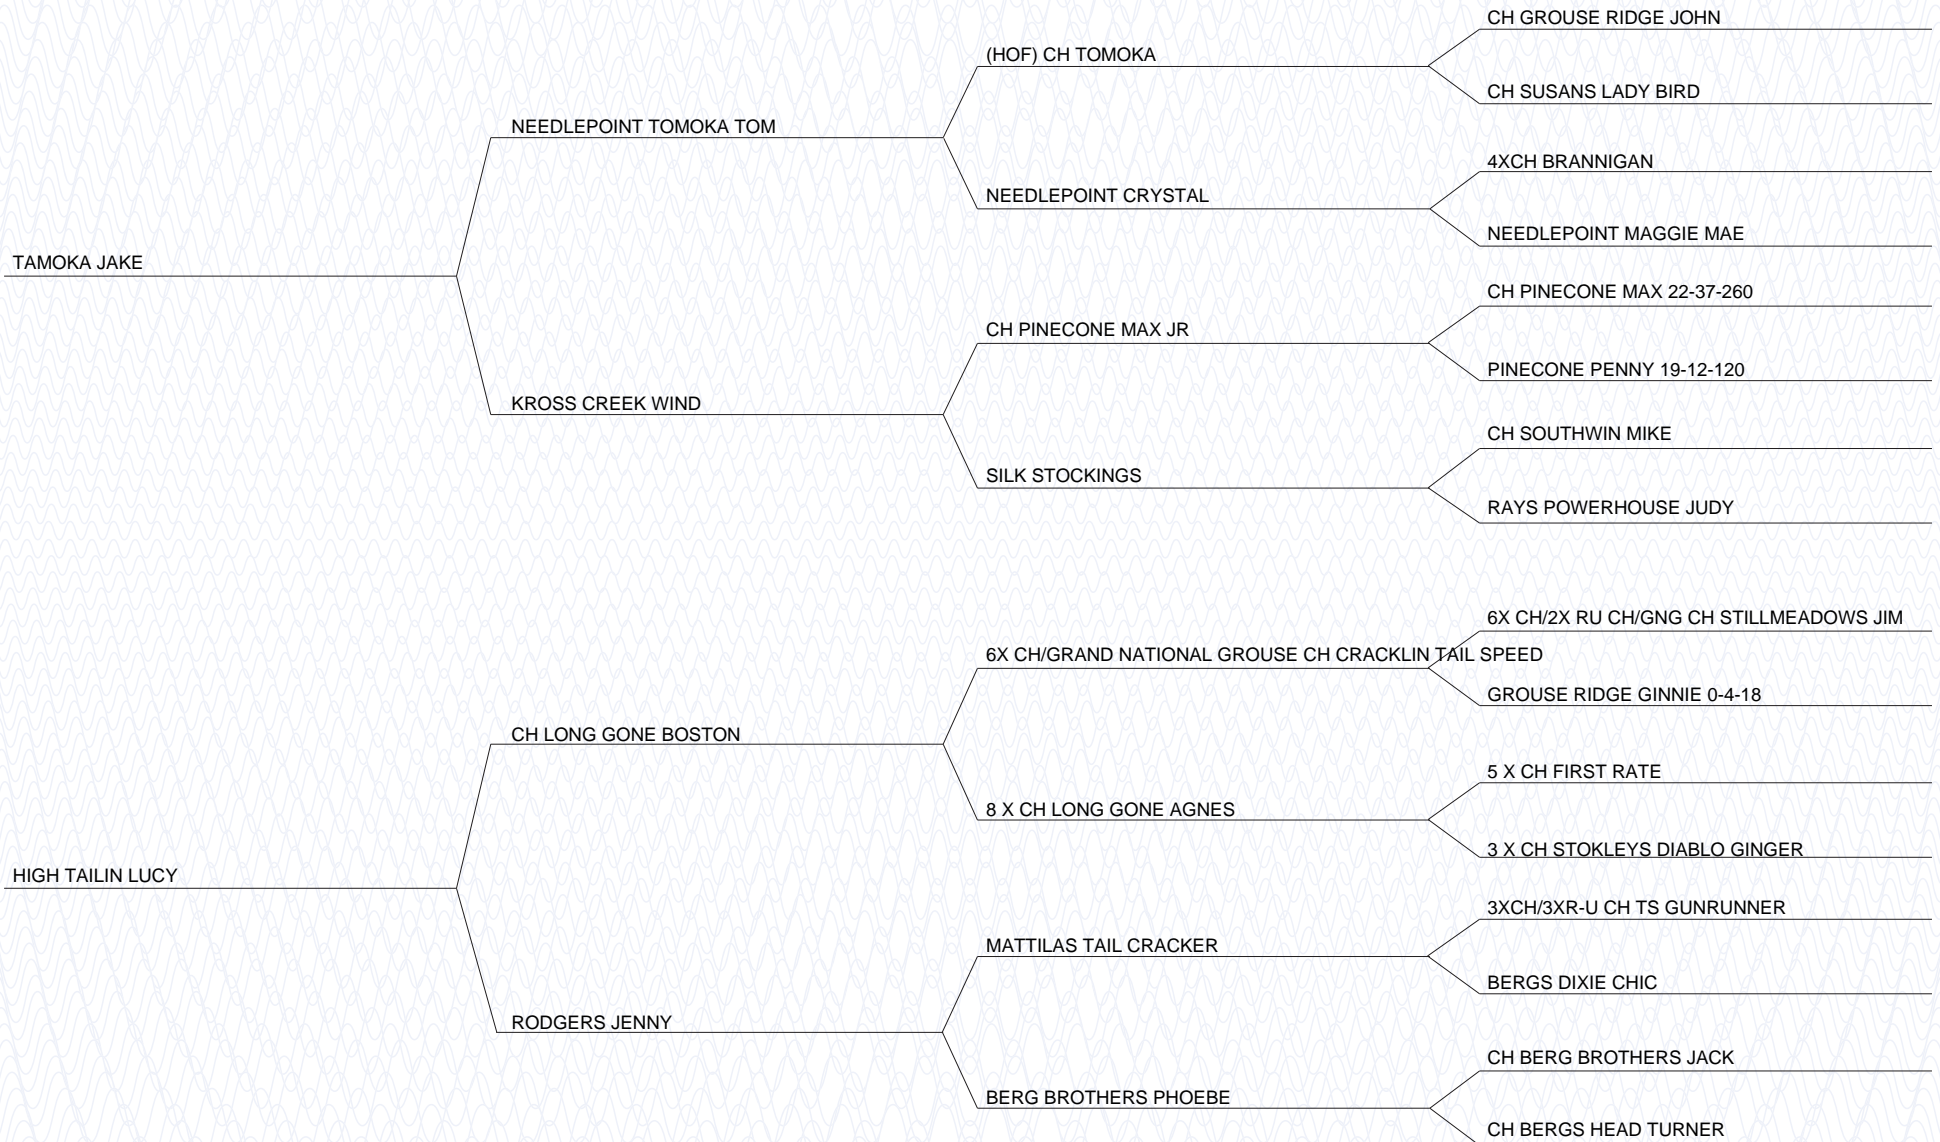 CH GROUSE RIDGE JOHN
(HOF) CH TOMOKA
CH SUSANS LADY BIRD
NEEDLEPOINT TOMOKA TOM
4XCH BRANNIGAN
NEEDLEPOINT CRYSTAL
NEEDLEPOINT MAGGIE MAE
TAMOKA JAKE
CH PINECONE MAX 22-37-260
CH PINECONE MAX JR
PINECONE PENNY 19-12-120
KROSS CREEK WIND
CH SOUTHWIN MIKE
SILK STOCKINGS
RAYS POWERHOUSE JUDY
6X CH/2X RU CH/GNG CH STILLMEADOWS JIM
6X CH/GRAND NATIONAL GROUSE CH CRACKLIN TAIL SPEED
GROUSE RIDGE GINNIE 0-4-18
CH LONG GONE BOSTON
5 X CH FIRST RATE
8 X CH LONG GONE AGNES
3 X CH STOKLEYS DIABLO GINGER
HIGH TAILIN LUCY
3XCH/3XR-U CH TS GUNRUNNER
MATTILAS TAIL CRACKER
BERGS DIXIE CHIC
RODGERS JENNY
CH BERG BROTHERS JACK
BERG BROTHERS PHOEBE
CH BERGS HEAD TURNER